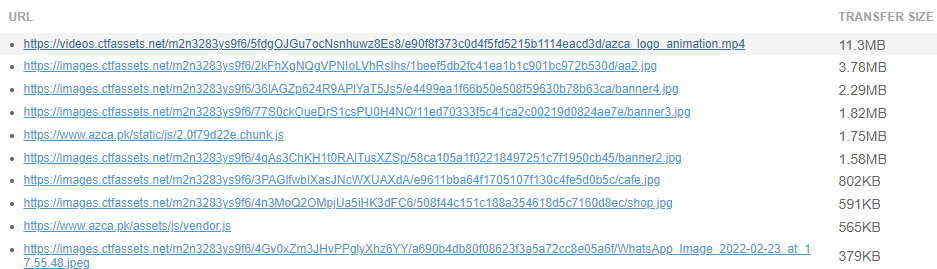 URL TRANSFER SIZE
https://videos.ctfassets.net/m2n3283ys9f6/5fdgOJGu7ocNsnhuwz8Es8/e90f8f373c0d4f5fd5215b1114eacd3d/azca_logo_animation.mp4 11.3MB
https://images.ctfassets.net/m2n3283ys9f6/2kFhXgNQgVPNIoLVhRsIhs/1beef5db2fc41ea1b1c901bc972b530d/aa2.jpg 3.78MB
https://images.ctfassets.net/m2n3283ys9f6/36IAGZp624R9APlYaT5Js5/e4499ea1f66b50e508f59630b78b63ca/banner4.jpg 2.29MB
https://images.ctfassets.net/m2n3283ys9f6/77S0ckOueDrS1csPU0H4NO/11ed70333f5c41ca2c00219d0824ae7e/banner3.jpg 1.82MB
https://www.azca.pk/static/js/2.0f79d22e.chunk.js 1.75MB
https://images.ctfassets.net/m2n3283ys9f6/4qAs3ChKH1t0RAITusXZSp/58ca105a1f02218497251c7f1950cb45/banner2.jpg 1.58MB
https://images.ctfassets.net/m2n3283ys9f6/3PAGIfwbIXasJNcWXUAXdA/e9611bba64f1705107f130c4fe5d0b5c/cafe.jpg 802KB
https://images.ctfassets.net/m2n3283ys9f6/4n3MoQ2OMpjUa5iHK3dFC6/508f44c151c188a354618d5c7160d8ec/shop.jpg 591KB
https://www.azca.pk/assets/js/vendor.js 565KB
https://images.ctfassets.net/m2n3283ys9f6/4Gv0xZm3JHvPPglyXhz6YY/a690b4db80f08623f3a5a72cc8e05a6f/WhatsApp_Image_2022-02-23_at_1 379KB
7.55.48.jpeg